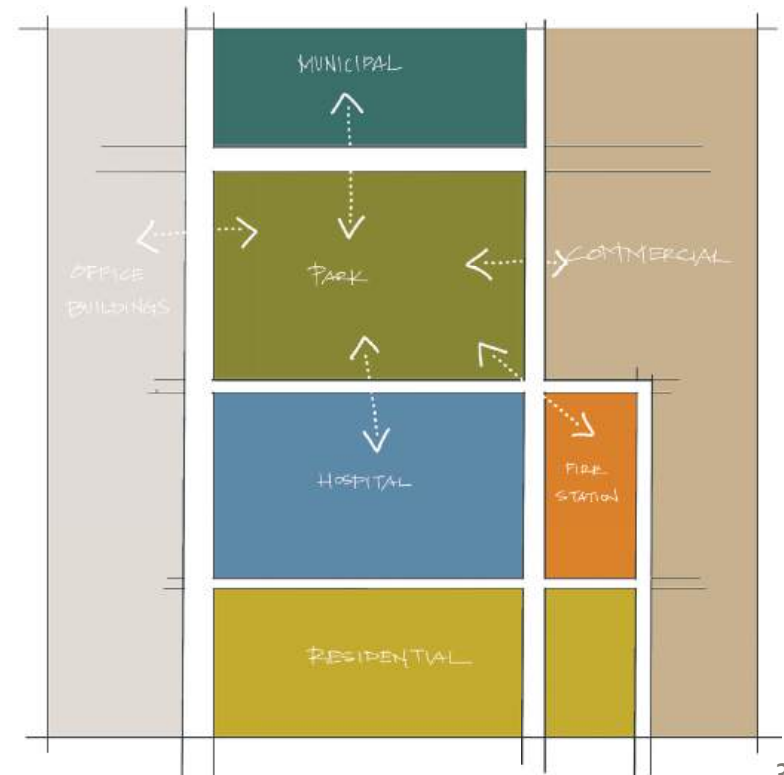 MUNICIPAL
OFFICE
BUILDINGS
PARK
COMMERCIAL
HOSPITAL
FIRE
STATION
RESIDENTIAL